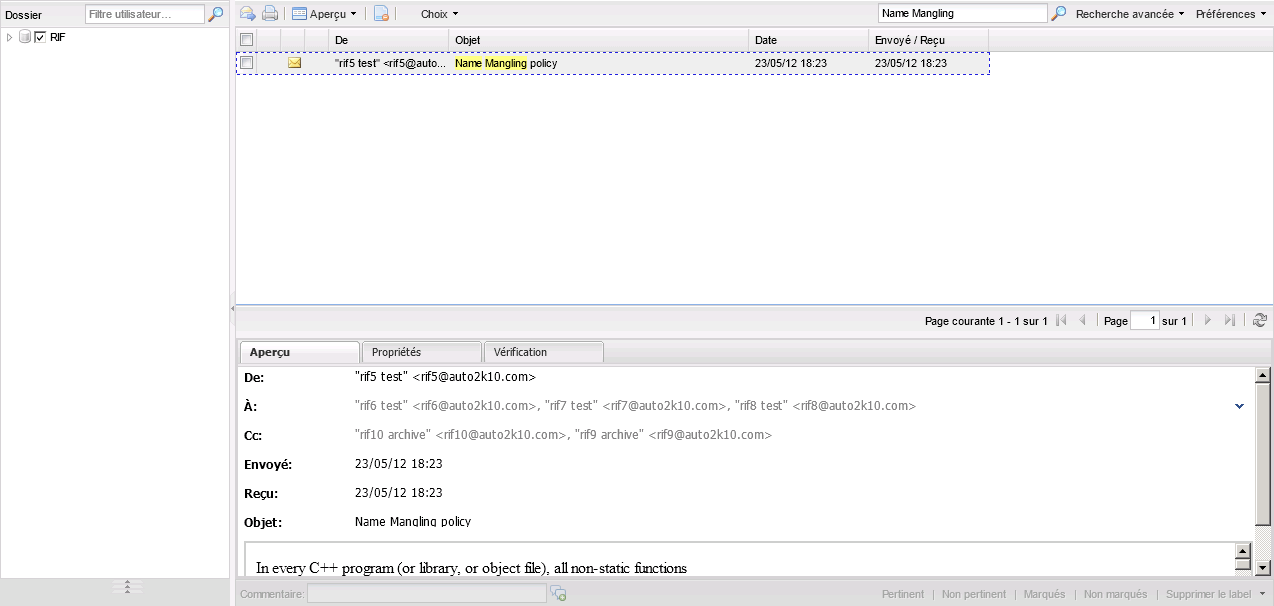 Dossier
Filtre utilisateur...
RIF
Aperçu
Choix
Name Mangling
Recherche avancée
Préférences
De Objet Date Envoyé / Reçu
"rif5 test" <rif5@auto... Name Mangling policy 23/05/12 18:23 23/05/12 18:23
Page courante 1 - 1 sur 1 Page 1 sur 1
Aperçu Propriétés Vérification
De: "rif5 test" <rif5@auto2k10.com>
À: "rif6 test" <rif6@auto2k10.com>, "rif7 test" <rif7@auto2k10.com>, "rif8 test" <rif8@auto2k10.com>
Cc: "rif10 archive" <rif10@auto2k10.com>, "rif9 archive" <rif9@auto2k10.com>
Envoyé: 23/05/12 18:23
Reçu: 23/05/12 18:23
Objet: Name Mangling policy
In every C++ program (or library, or object file), all non-static functions
Commentaire: Pertinent | Non pertinent | Marqués | Non marqués | Supprimer le label